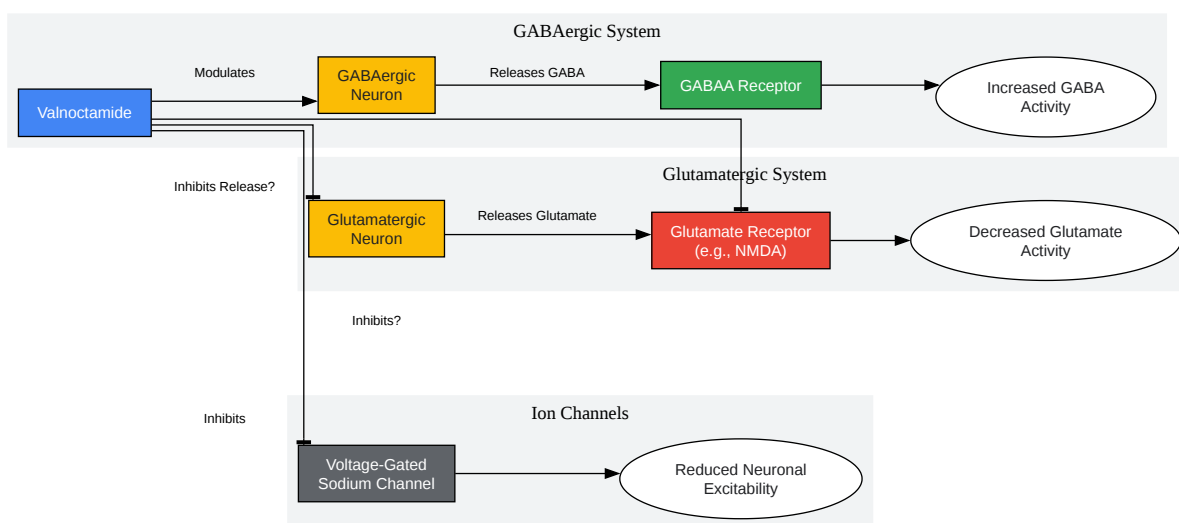 GABAergic System
Modulates
GABAergic
Neuron
Releases GABA
GABAA Receptor
Increased GABA
Activity
Valnoctamide
Glutamatergic System
Inhibits Release?
Glutamatergic
Neuron
Releases Glutamate
Glutamate Receptor
(e.g., NMDA)
Decreased Glutamate
Activity
Inhibits?
Ion Channels
Inhibits
Voltage-Gated
Sodium Channel
Reduced Neuronal
Excitability